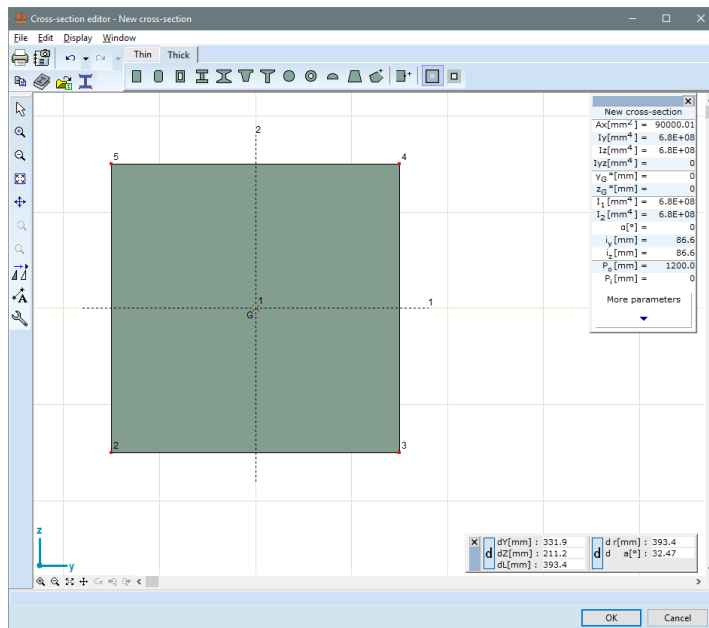 Cross-section editor - New cross-section
File Edit Display Window
Thin Thick
New cross-section
Ax[mm²] = 90000.01
Iy[mm⁴] = 6.8E+08
Iz[mm⁴] = 6.8E+08
Iyz[mm⁴] = 0
yG*[mm] = 0
zG*[mm] = 0
I1[mm⁴] = 6.8E+08
I2[mm⁴] = 6.8E+08
α[°] = 0
iy[mm] = 86.6
iz[mm] = 86.6
Po[mm] = 1200.0
Pi[mm] = 0
More parameters
2
5 4
1 1
G
2 3
z
y
dY[mm] : 331.9
dZ[mm] : 211.2
dL[mm] : 393.4
d
d r[mm] : 393.4
d a[°] : 32.47
d
OK Cancel